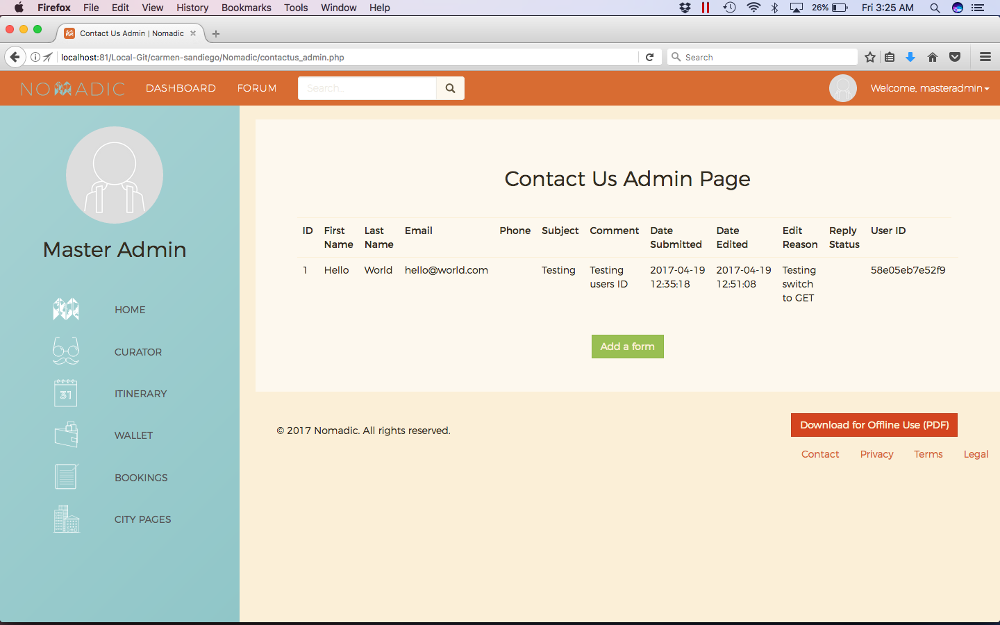 Firefox File Edit View History Bookmarks Tools Window Help 26% Fri 3:25 AM
Contact Us Admin | Nomadic
localhost:81/Local-Git/carmen-sandiego/Nomadic/contactus_admin.php Search
NOMADIC DASHBOARD FORUM Search... Welcome, masteradmin
Master Admin
HOME
CURATOR
31 ITINERARY
WALLET
BOOKINGS
CITY PAGES
Contact Us Admin Page
ID First Name Last Name Email Phone Subject Comment Date Submitted Date Edited Edit Reason Reply Status User ID
1 Hello World hello@world.com Testing Testing users ID 2017-04-19 12:35:18 2017-04-19 12:51:08 Testing switch to GET 58e05eb7e52f9
Add a form
© 2017 Nomadic. All rights reserved.
Download for Offline Use (PDF)
Contact Privacy Terms Legal